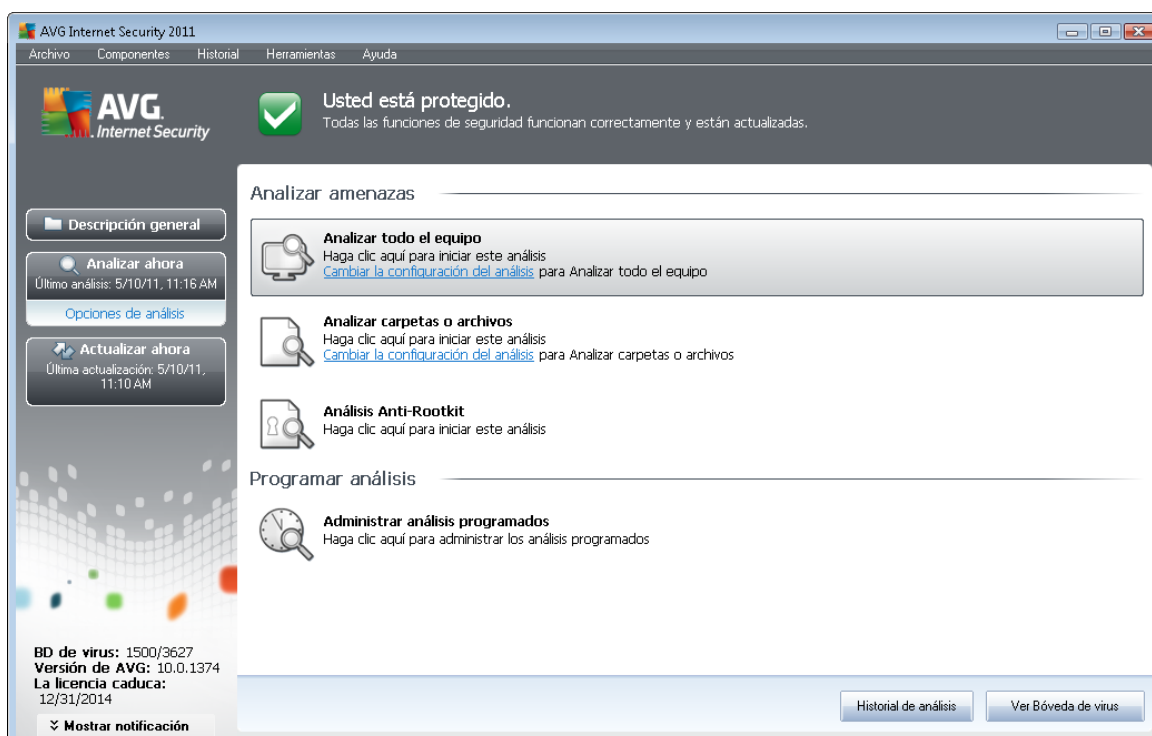 AVG Internet Security 2011
Archivo Componentes Historial Herramientas Ayuda
AVG.
Internet Security
Usted está protegido.
Todas las funciones de seguridad funcionan correctamente y están actualizadas.
Descripción general
Analizar ahora
Último análisis: 5/10/11, 11:16 AM
Opciones de análisis
Actualizar ahora
Última actualización: 5/10/11,
11:10 AM
BD de virus: 1500/3627
Versión de AVG: 10.0.1374
La licencia caduca:
12/31/2014
Mostrar notificación
Analizar amenazas
Analizar todo el equipo
Haga clic aquí para iniciar este análisis
Cambiar la configuración del análisis para Analizar todo el equipo
Analizar carpetas o archivos
Haga clic aquí para iniciar este análisis
Cambiar la configuración del análisis para Analizar carpetas o archivos
Análisis Anti-Rootkit
Haga clic aquí para iniciar este análisis
Programar análisis
Administrar análisis programados
Haga clic aquí para administrar los análisis programados
Historial de análisis Ver Bóveda de virus